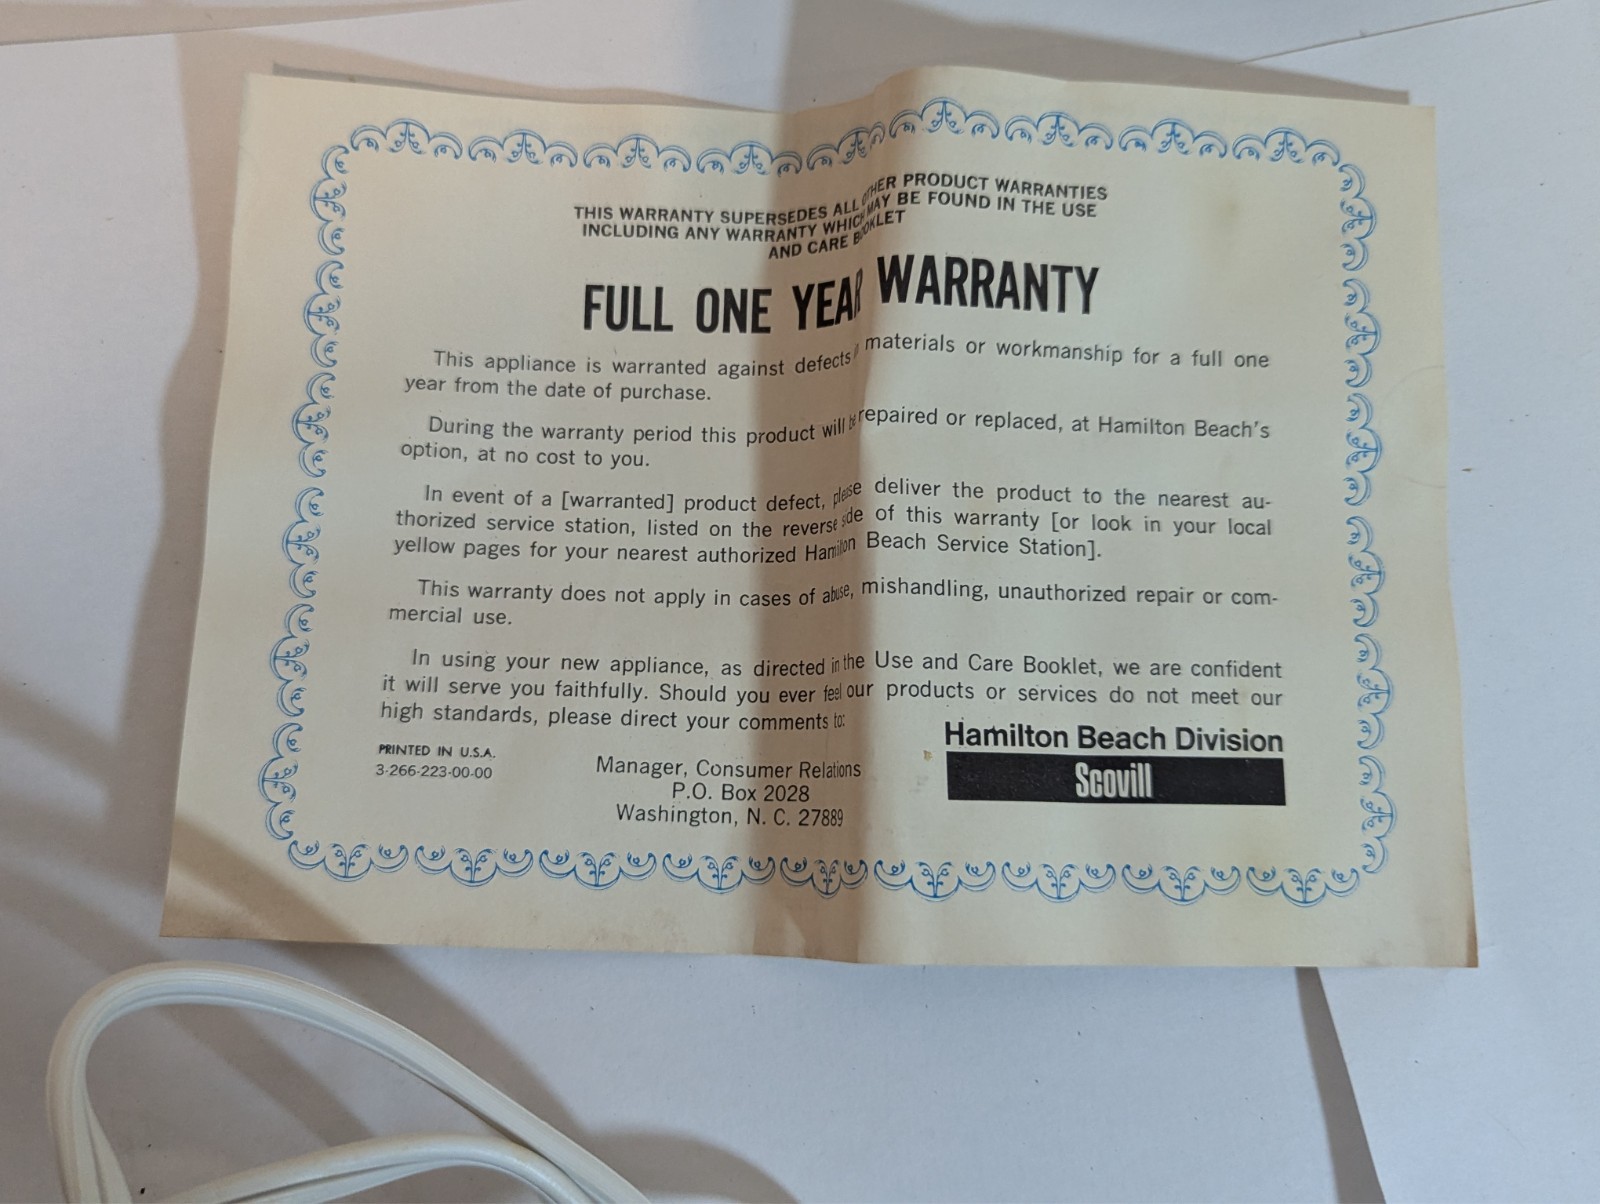 THIS WARRANTY SUPERSEDES ALL OTHER PRODUCT WARRANTIES
INCLUDING ANY WARRANTY WHICH MAY BE FOUND IN THE USE
AND CARE BOOKLET
FULL ONE YEAR WARRANTY
This appliance is warranted against defects materials or workmanship for a full one
year from the date of purchase.
During the warranty period this product will be repaired or replaced, at Hamilton Beach's
option, at no cost to you.
In event of a [warranted] product defect, please deliver the product to the nearest au-
thorized service station, listed on the reverse side of this warranty [or look in your local
yellow pages for your nearest authorized Hamilton Beach Service Station].
This warranty does not apply in cases of abuse, mishandling, unauthorized repair or com-
mercial use.
In using your new appliance, as directed in the Use and Care Booklet, we are confident
it will serve you faithfully. Should you ever feel our products or services do not meet our
high standards, please direct your comments to:
PRINTED IN U.S.A.
3-266-223-00-00
Manager, Consumer Relations
P.O. Box 2028
Washington, N. C. 27889
Hamilton Beach Division
Scovill